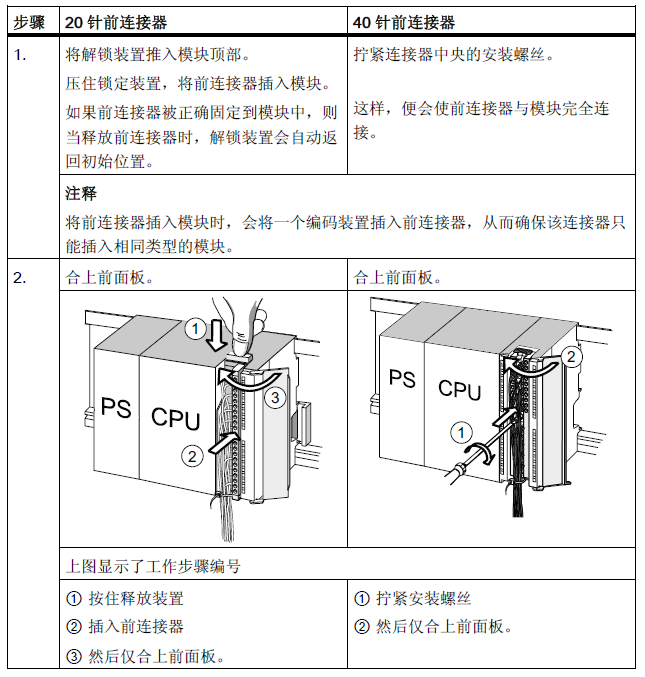 步骤 20 针前连接器 40 针前连接器
1. 将解锁装置推入模块顶部。 拧紧连接器中央的安装螺丝。
压住锁定装置，将前连接器插入模块。
如果前连接器被正确固定到模块中，则 这样，便会使前连接器与模块完全连
当释放前连接器时，解锁装置会自动返 接。
回初始位置。
注释
将前连接器插入模块时，会将一个编码装置插入前连接器，从而确保该连接器只
能插入相同类型的模块。
2. 合上前面板。 合上前面板。
① ②
PS CPU ③ PS CPU
② ①
上图显示了工作步骤编号
① 按住释放装置 ① 拧紧安装螺丝
② 插入前连接器 ② 然后仅合上前面板。
③ 然后仅合上前面板。